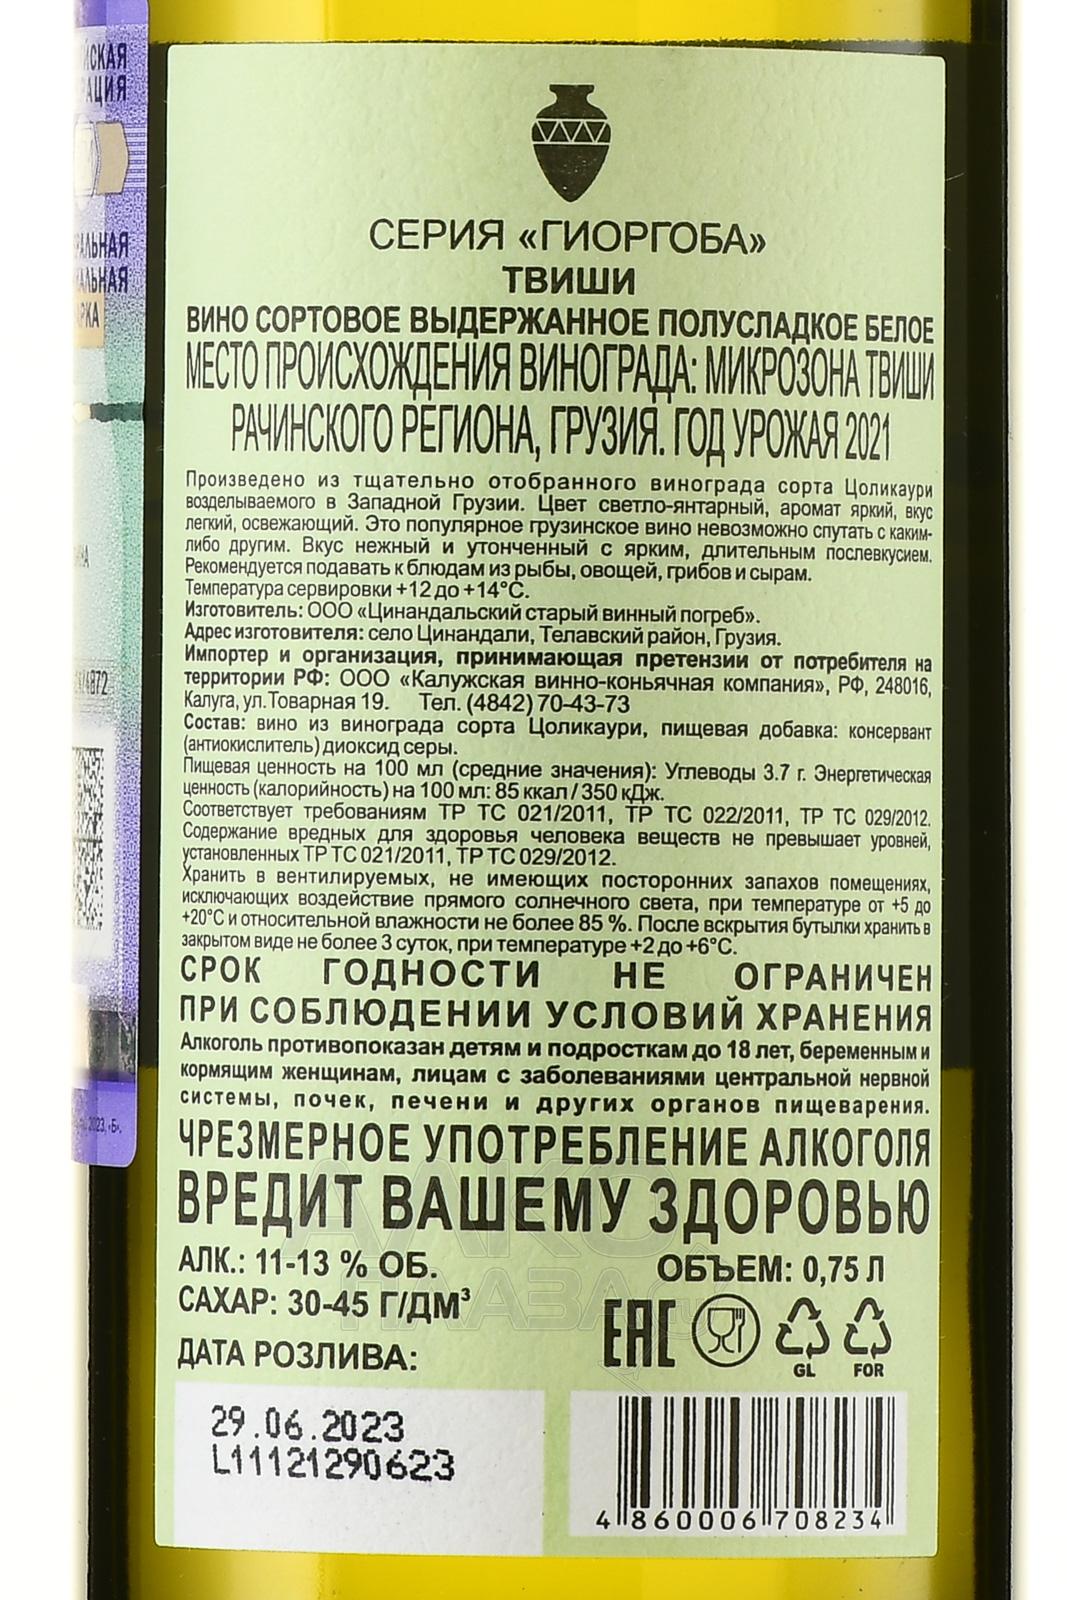 СЕРИЯ «ГИОРГОБА»
ТВИШИ
ВИНО СОРТОВОЕ ВЫДЕРЖАННОЕ ПОЛУСЛАДКОЕ БЕЛОЕ
МЕСТО ПРОИСХОЖДЕНИЯ ВИНОГРАДА: МИКРОЗОНА ТВИШИ
РАЧИНСКОГО РЕГИОНА, ГРУЗИЯ. ГОД УРОЖАЯ 2021
Произведено из тщательно отобранного винограда сорта Цоликаури
возделываемого в Западной Грузии. Цвет светло-янтарный, аромат яркий, вкус
легкий, освежающий. Это популярное грузинское вино невозможно спутать с каким-
либо другим. Вкус нежный и утонченный с ярким, длительным послевкусием.
Рекомендуется подавать к блюдам из рыбы, овощей, грибов и сырам.
Температура сервировки +12 до +14°С.
Изготовитель: ООО «Цинандальский старый винный погреб».
Адрес изготовителя: село Цинандали, Телавский район, Грузия.
Импортер и организация, принимающая претензии от потребителя на
территории РФ: ООО «Калужская винно-коньячная компания», РФ, 248016,
Калуга, ул.Товарная 19. Тел. (4842) 70-43-73
Состав: вино из винограда сорта Цоликаури, пищевая добавка: консервант
(антиокислитель) диоксид серы.
Пищевая ценность на 100 мл (средние значения): Углеводы 3.7 г. Энергетическая
ценность (калорийность) на 100 мл: 85 ккал / 350 кДж.
Соответствует требованиям ТР ТС 021/2011, ТР ТС 022/2011, ТР ТС 029/2012.
Содержание вредных для здоровья человека веществ не превышает уровней,
установленных ТР ТС 021/2011, ТР ТС 029/2012.
Хранить в вентилируемых, не имеющих посторонних запахов помещениях,
исключающих воздействие прямого солнечного света, при температуре от +5 до
+20°С и относительной влажности не более 85 %. После вскрытия бутылки хранить в
закрытом виде не более 3 суток, при температуре +2 до +6°С.
СРОК ГОДНОСТИ НЕ ОГРАНИЧЕН
ПРИ СОБЛЮДЕНИИ УСЛОВИЙ ХРАНЕНИЯ
Алкоголь противопоказан детям и подросткам до 18 лет, беременным и
кормящим женщинам, лицам с заболеваниями центральной нервной
системы, почек, печени и других органов пищеварения.
ЧРЕЗМЕРНОЕ УПОТРЕБЛЕНИЕ АЛКОГОЛЯ
ВРЕДИТ ВАШЕМУ ЗДОРОВЬЮ
АЛК.: 11-13 % ОБ. ОБЪЕМ: 0,75 Л
САХАР: 30-45 Г/ДМ³
EAC
GL FOR
ДАТА РОЗЛИВА:
29.06.2023
L11121290623
4 860006 708234